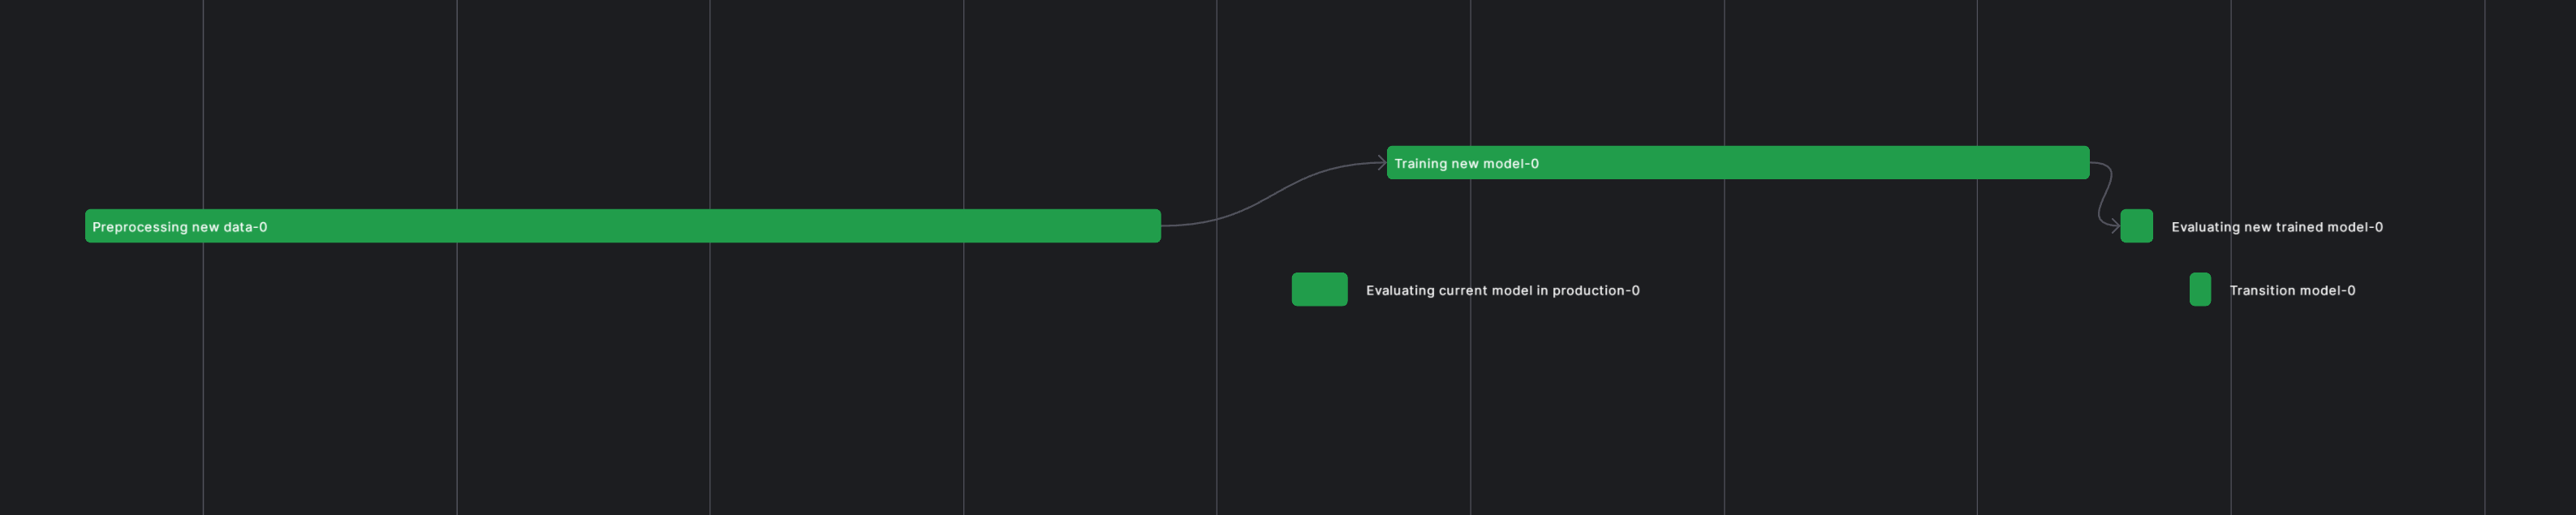 Training new model-0
Preprocessing new data-0
Evaluating new trained model-0
Evaluating current model in production-0
Transition model-0